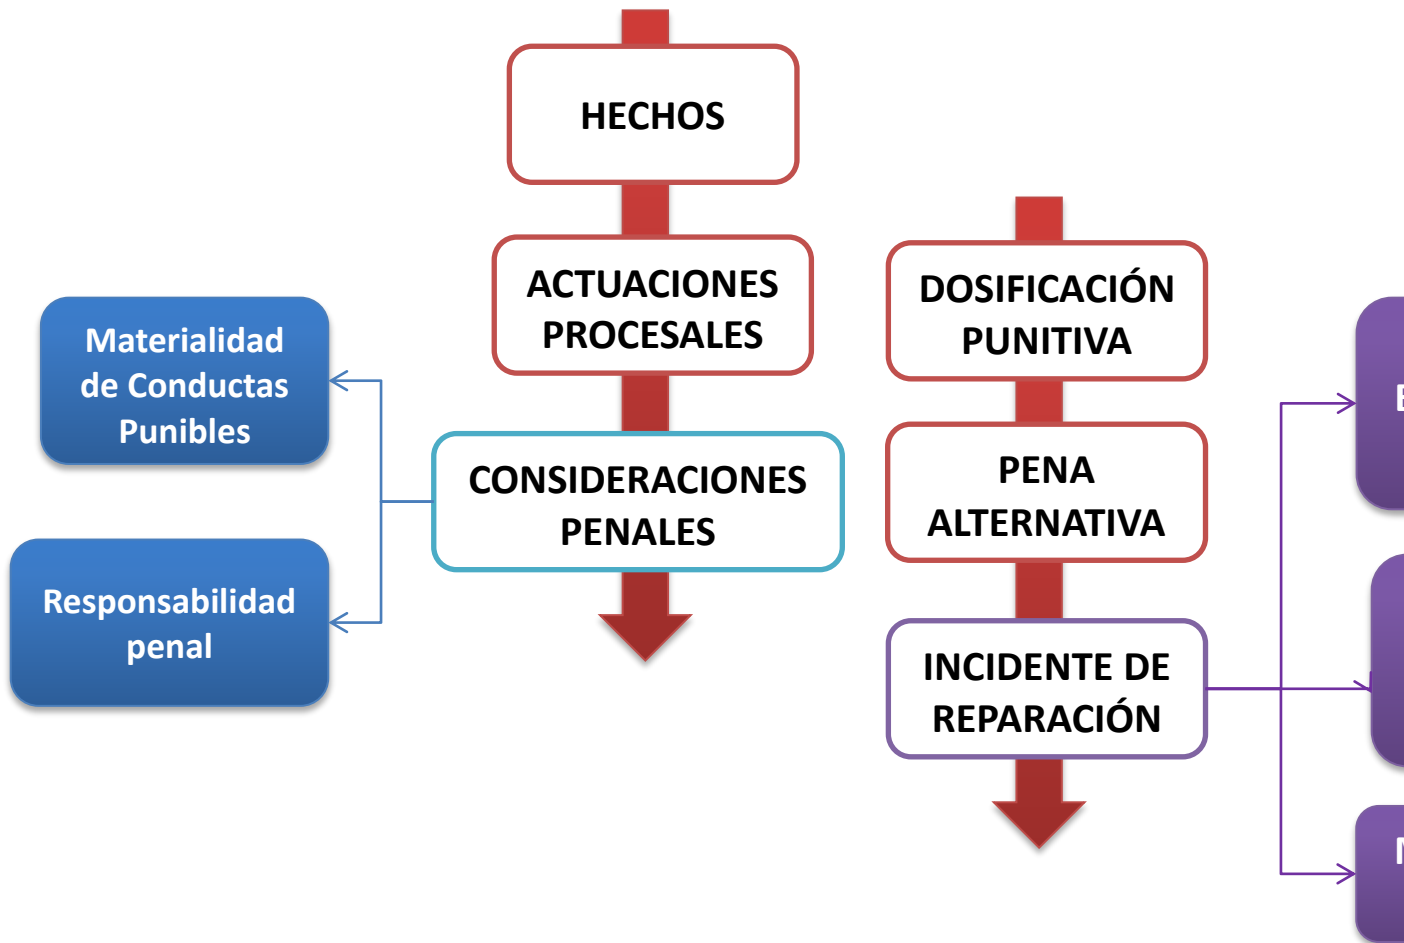 HECHOS
ACTUACIONES
PROCESALES
CONSIDERACIONES
PENALES
Materialidad
de Conductas
Punibles
Responsabilidad
penal
DOSIFICACIÓN
PUNITIVA
PENA
ALTERNATIVA
INCIDENTE DE
REPARACIÓN